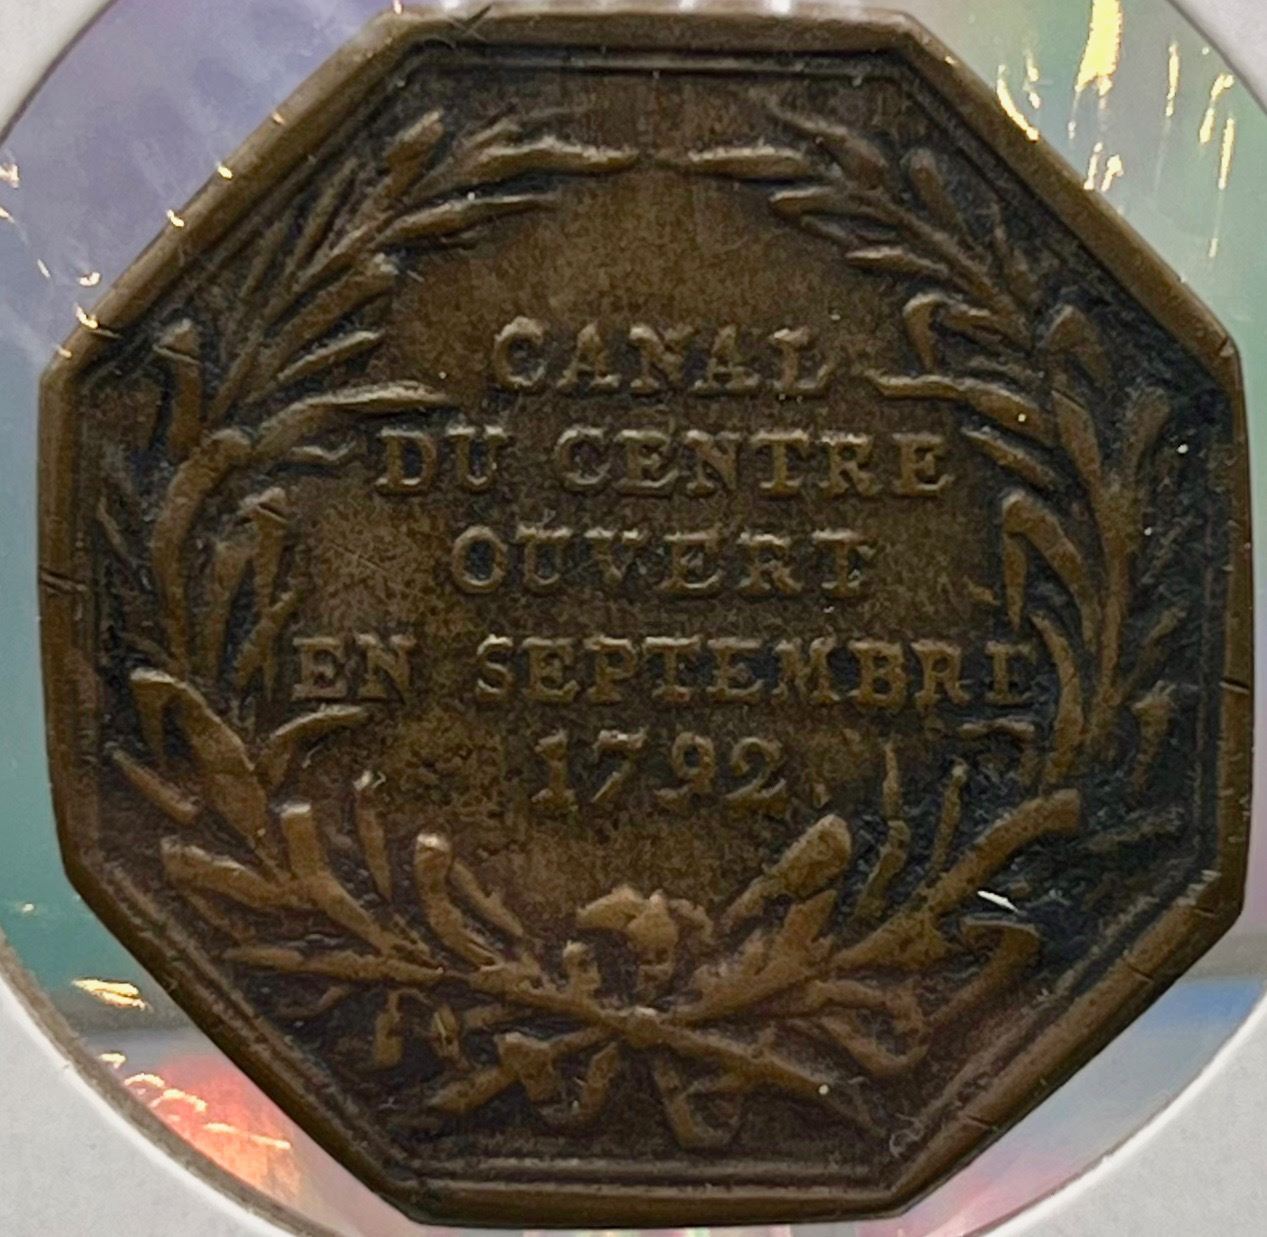 CANAL
DU CENTRE
OUVERT
EN SEPTEMBRE
1792